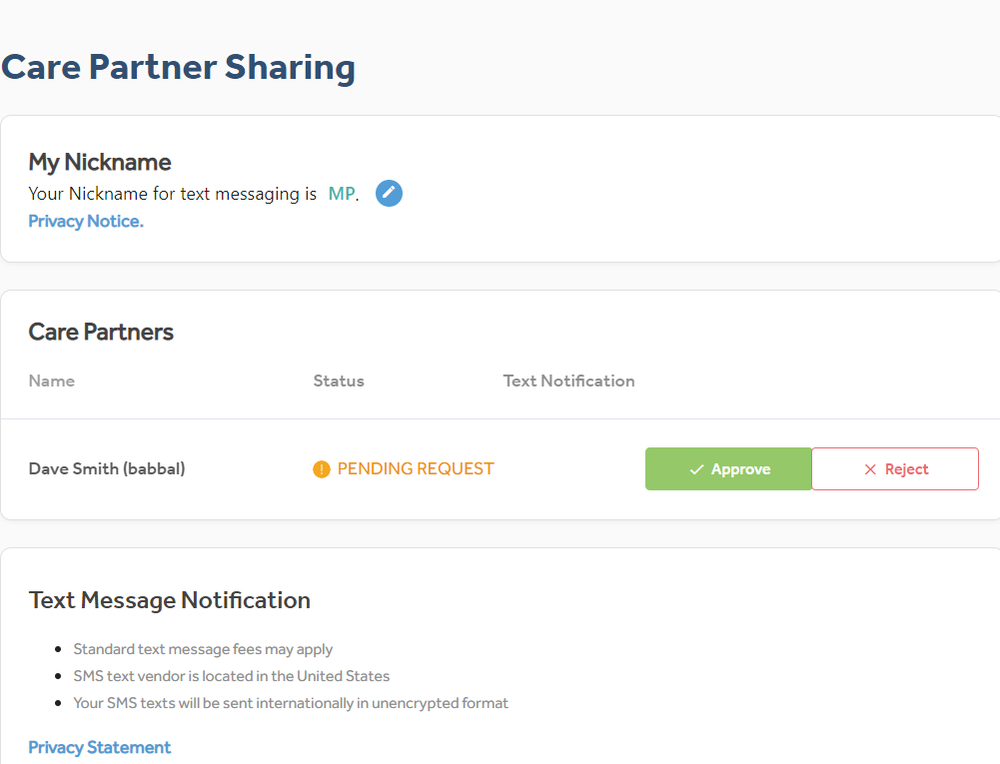 Care Partner Sharing
My Nickname
Your Nickname for text messaging is MP.
Privacy Notice.
Care Partners
Name Status Text Notification
Dave Smith (babbal) ! PENDING REQUEST Approve Reject
Text Message Notification
Standard text message fees may apply
SMS text vendor is located in the United States
Your SMS texts will be sent internationally in unencrypted format
Privacy Statement